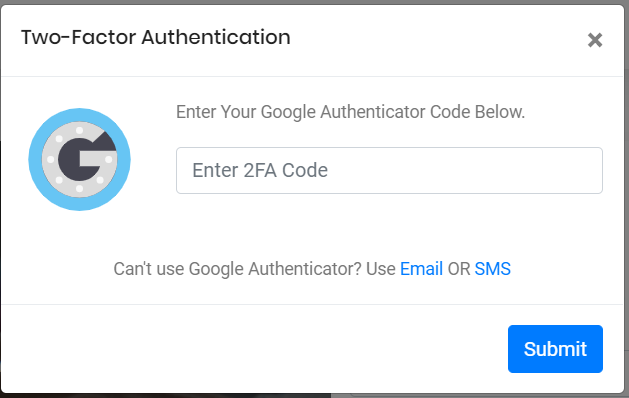 Two-Factor Authentication
×
Enter Your Google Authenticator Code Below.
Enter 2FA Code
Can't use Google Authenticator? Use Email OR SMS
Submit